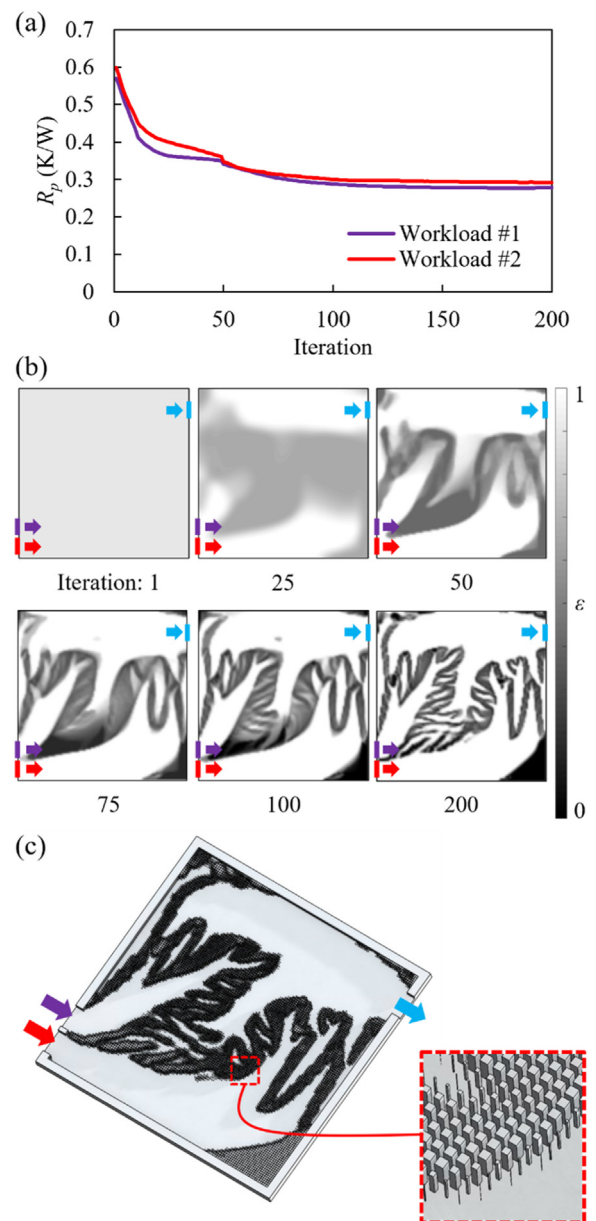 (a)
0.7
0.6
0.5
0.4
0.3
0.2
0.1
0
R_p (K/W)
Workload #1
Workload #2
0 50 100 150 200
Iteration
(b)
1
ε
0
Iteration: 1 25 50
75 100 200
(c)